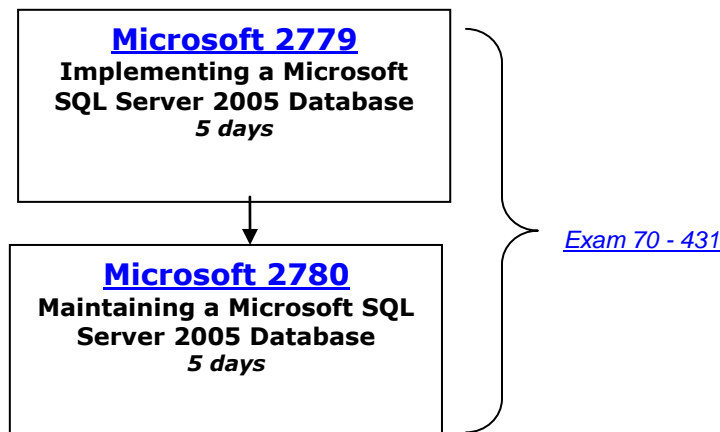 Microsoft 2779
Implementing a Microsoft
SQL Server 2005 Database
5 days
Exam 70 - 431
Microsoft 2780
Maintaining a Microsoft SQL
Server 2005 Database
5 days